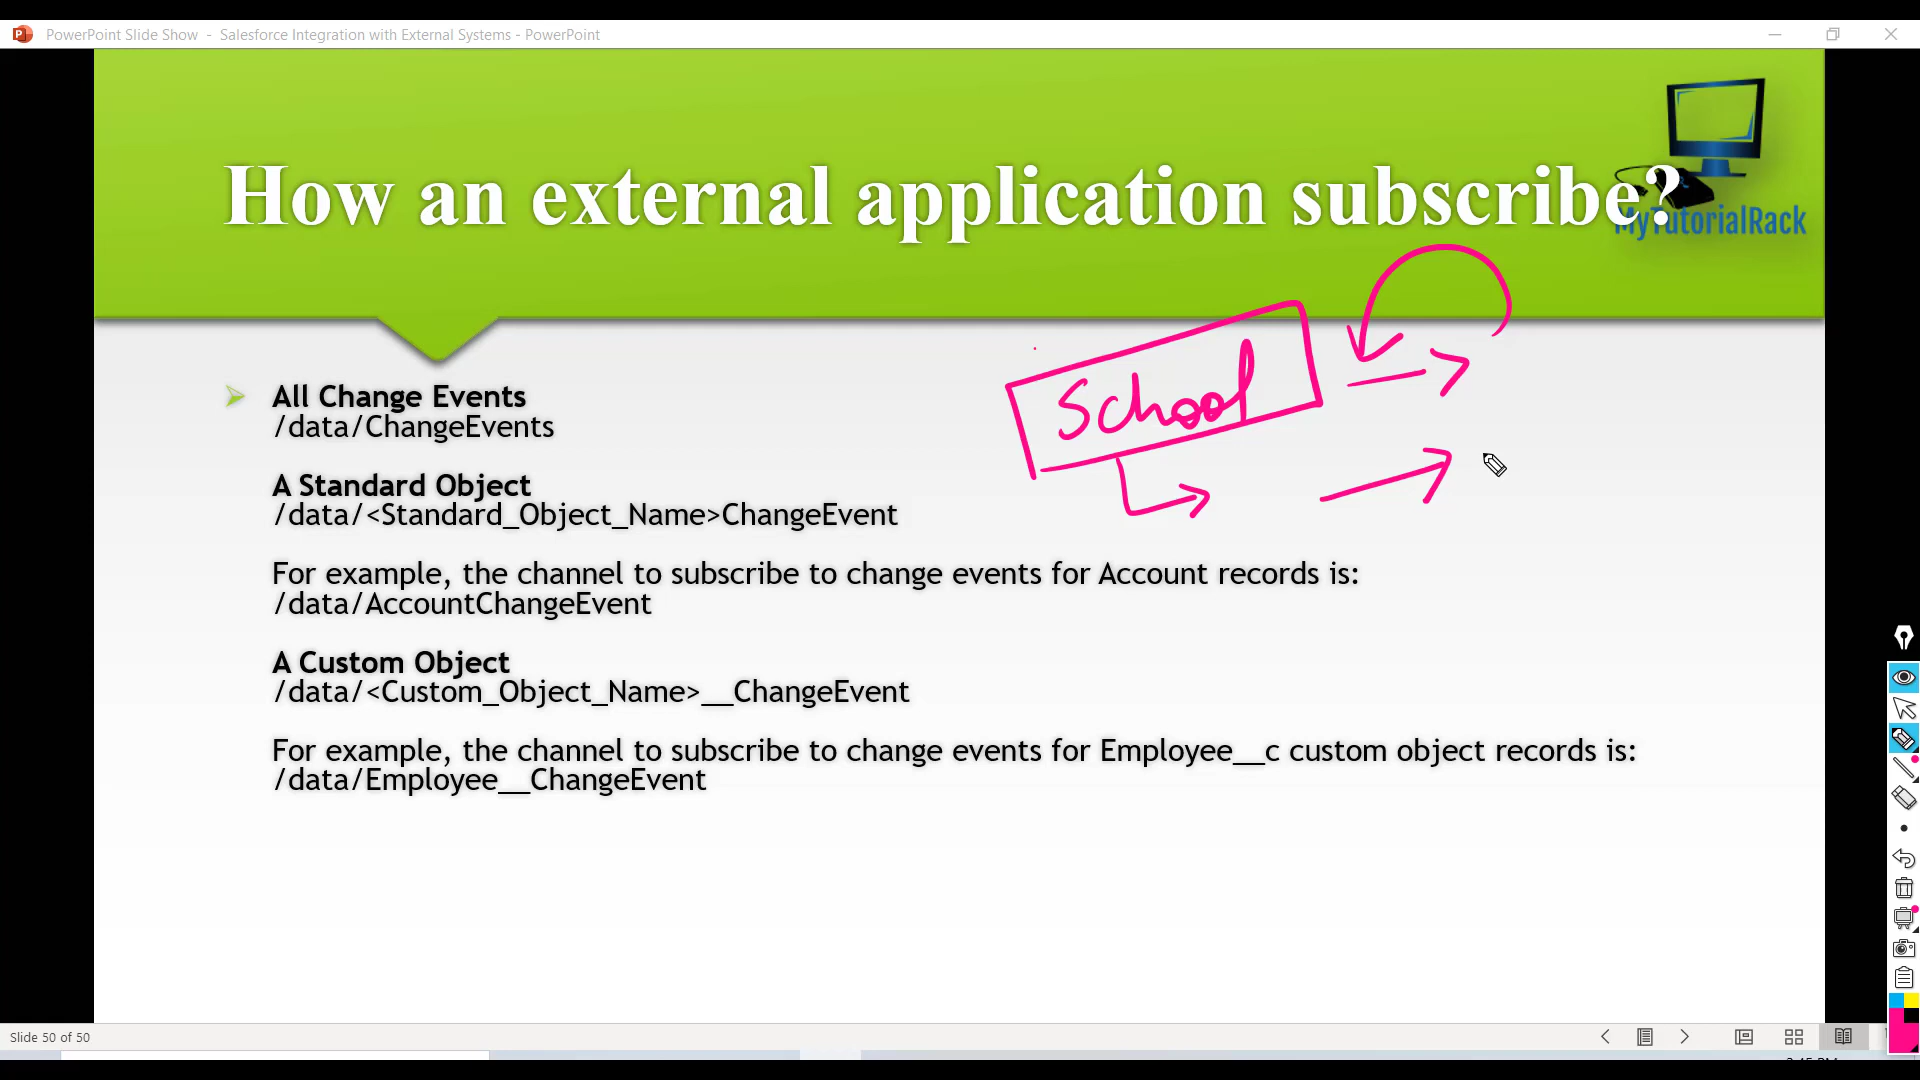 PowerPoint Slide Show - Salesforce Integration with External Systems - PowerPoint
How an external application subscribe?
MyTutorialRack
School
All Change Events
/data/ChangeEvents
A Standard Object
/data/<Standard_Object_Name>ChangeEvent
For example, the channel to subscribe to change events for Account records is:
/data/AccountChangeEvent
A Custom Object
/data/<Custom_Object_Name>__ChangeEvent
For example, the channel to subscribe to change events for Employee__c custom object records is:
/data/Employee__ChangeEvent
Slide 50 of 50